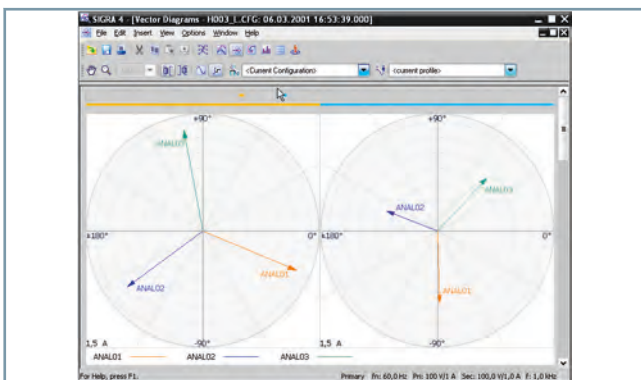 SIGRA 4 - [Vector Diagrams - H003_I_.CFG: 06.03.2001 16:53:39.000]
File Edit Insert View Options Window Help
<Current Configuration> <current profile>
+90° +90°
ANAL03
ANAL03
ANAL02
±180° 0° ±180° 0°
ANAL01
ANAL02
ANAL01
1,5 A -90° 1,5 A -90°
ANAL01 ANAL02 ANAL03
For Help, press F1. Primary fn: 60,0 Hz Pri: 100 V/1 A Sec: 100,0 V/1,0 A f: 1,0 kHz